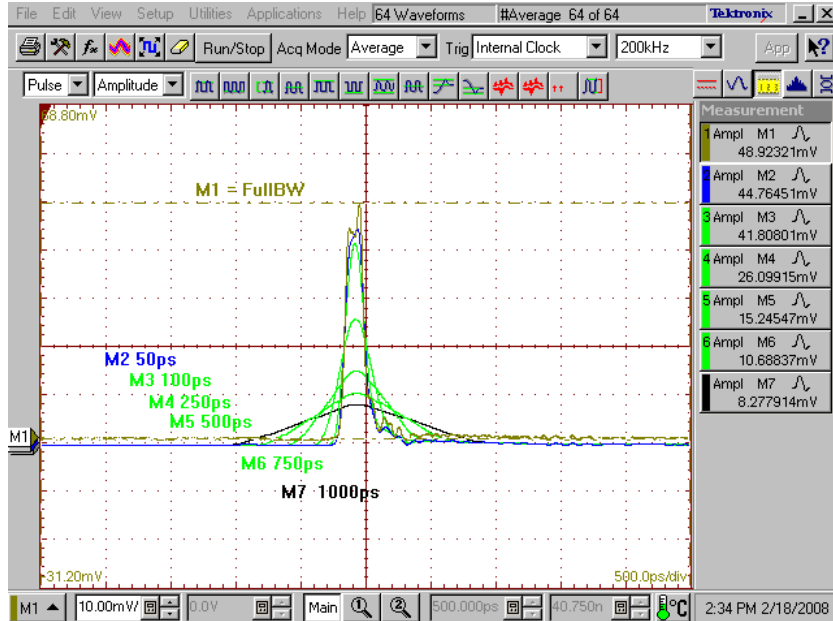 File Edit View Setup Utilities Applications Help 64 Waveforms #Average 64 of 64 Tektronix
Run/Stop Acq Mode Average Trig Internal Clock 200kHz App
Pulse Amplitude
Measurement
1 Ampl M1
48.92321mV
2 Ampl M2
44.76451mV
3 Ampl M3
41.80801mV
4 Ampl M4
26.09915mV
5 Ampl M5
15.24547mV
6 Ampl M6
10.68837mV
Ampl M7
8.277914mV
68.80mV
M1 = FullBW
M2 50ps
M3 100ps
M4 250ps
M5 500ps
M1
M6 750ps
M7 1000ps
-31.20mV
500.0ps/div
M1 10.00mV/ 0.0V Main 500.000ps 40.750n °C 2:34 PM 2/18/2008